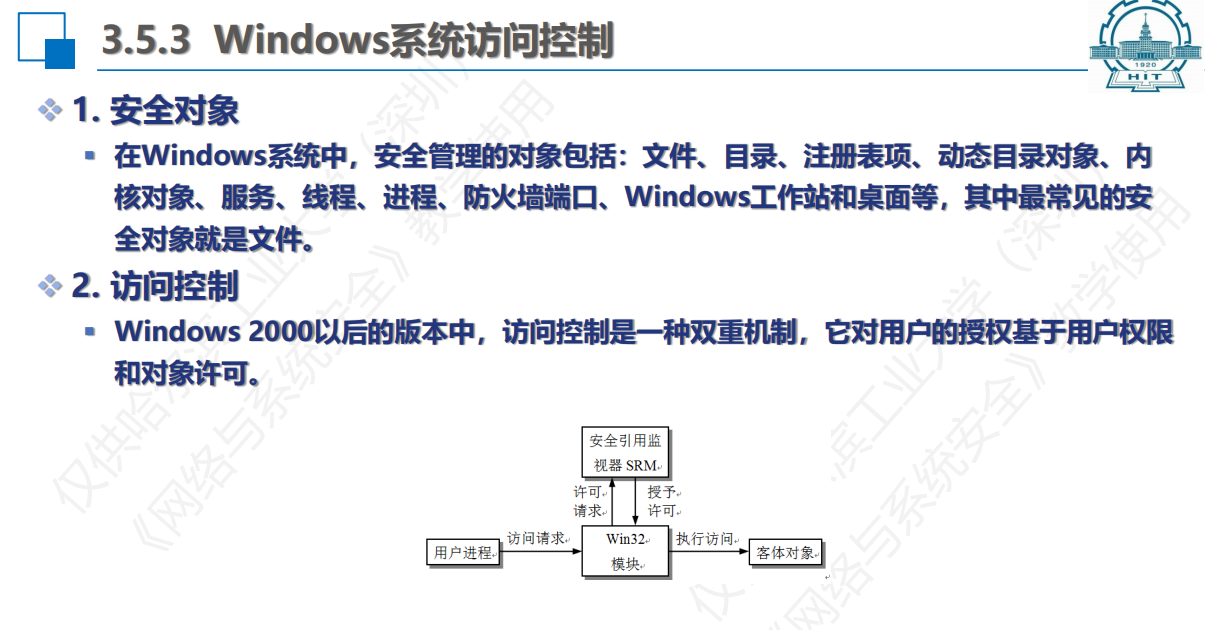 3.5.3 Windows系统访问控制
1920
HIT
1. 安全对象
在Windows系统中，安全管理的对象包括：文件、目录、注册表项、动态目录对象、内
核对象、服务、线程、进程、防火墙端口、Windows工作站和桌面等，其中最常见的安
全对象就是文件。
2. 访问控制
Windows 2000以后的版本中，访问控制是一种双重机制，它对用户的授权基于用户权限
和对象许可。
安全引用监
视器 SRM
许可
请求
授予
许可
用户进程
访问请求
Win32
模块
执行访问
客体对象
仅供哈尔滨工业大学（深圳）
《网络与系统安全》教学使用
滨工业大学（深圳）
《网络与系统安全》教学使用